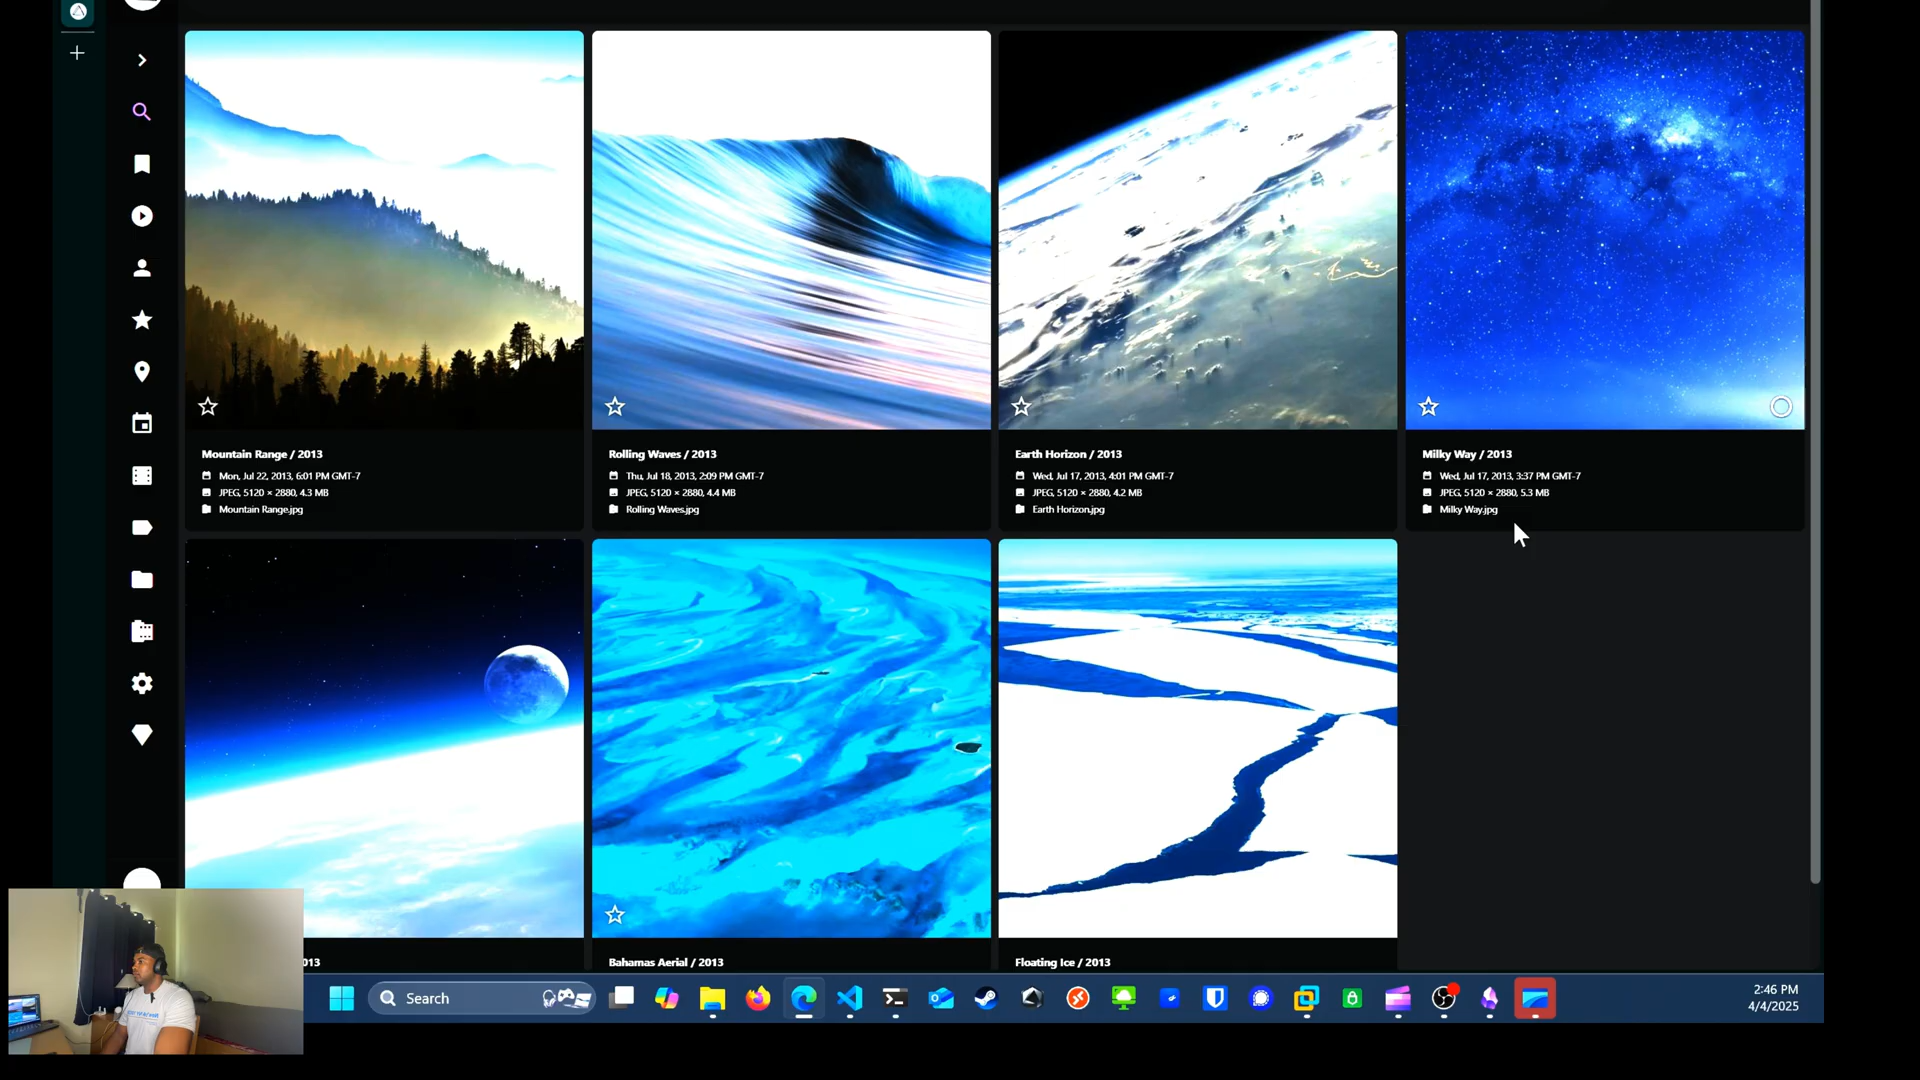 Mountain Range / 2013
Mon, Jul 22, 2013, 6:01 PM GMT-7
JPEG, 5120 × 2880, 4.3 MB
Mountain Range.jpg
Rolling Waves / 2013
Thu, Jul 18, 2013, 2:09 PM GMT-7
JPEG, 5120 × 2880, 4.4 MB
Rolling Waves.jpg
Earth Horizon / 2013
Wed, Jul 17, 2013, 4:01 PM GMT-7
JPEG, 5120 × 2880, 4.2 MB
Earth Horizon.jpg
Milky Way / 2013
Wed, Jul 17, 2013, 3:37 PM GMT-7
JPEG, 5120 × 2880, 5.3 MB
Milky Way.jpg
013
Bahamas Aerial / 2013
Floating Ice / 2013
Search
2:46 PM
4/4/2025